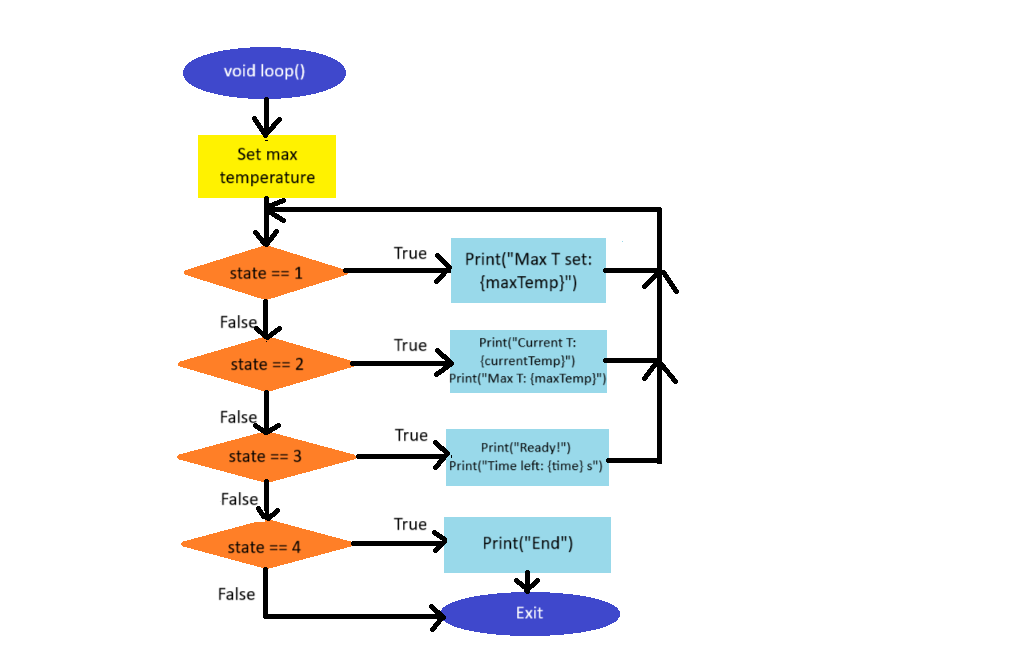 void loop()
Set max
temperature
True
Print("Max T set:
{maxTemp}")
state == 1
False
True
Print("Current T:
{currentTemp}")
Print("Max T: {maxTemp}")
state == 2
False
True
Print("Ready!")
Print("Time left: {time} s")
state == 3
False
True
Print("End")
state == 4
False
Exit